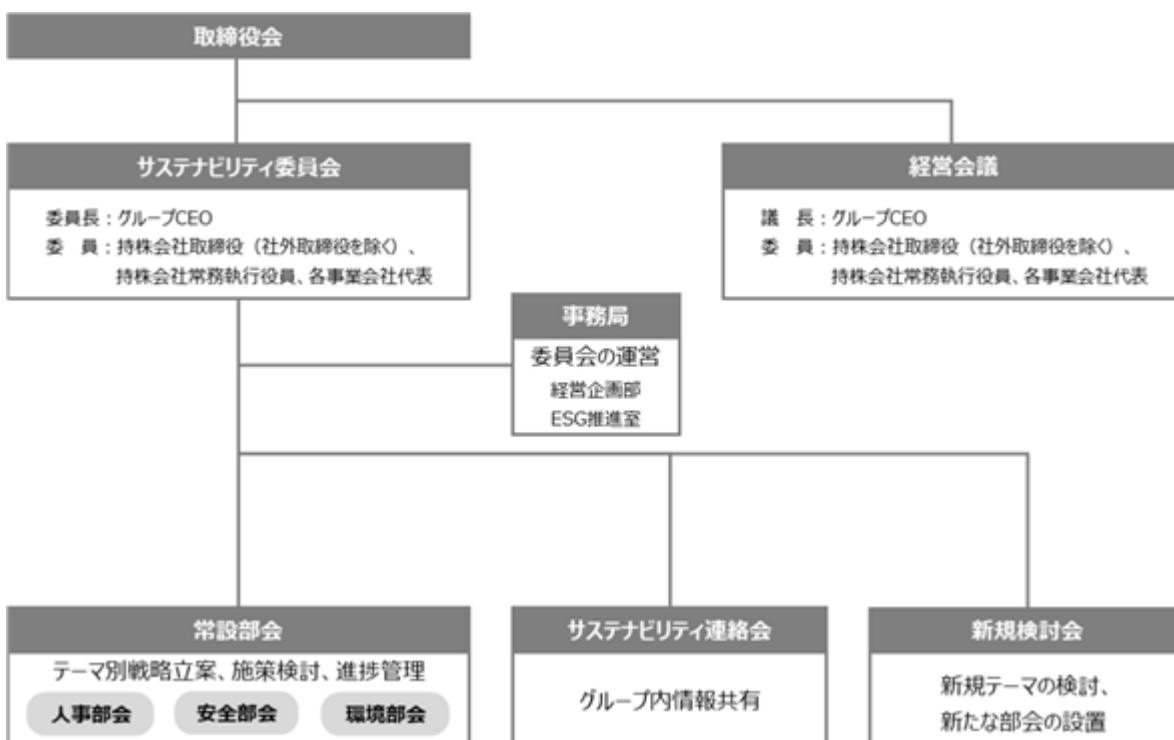 取締役会
サステナビリティ委員会
委員長：グループCEO
委　員：持株会社取締役（社外取締役を除く）、
持株会社常務執行役員、各事業会社代表
経営会議
議　長：グループCEO
委　員：持株会社取締役（社外取締役を除く）、
持株会社常務執行役員、各事業会社代表
事務局
委員会の運営
経営企画部
ESG推進室
常設部会
テーマ別戦略立案、施策検討、進捗管理
人事部会
安全部会
環境部会
サステナビリティ連絡会
グループ内情報共有
新規検討会
新規テーマの検討、
新たな部会の設置